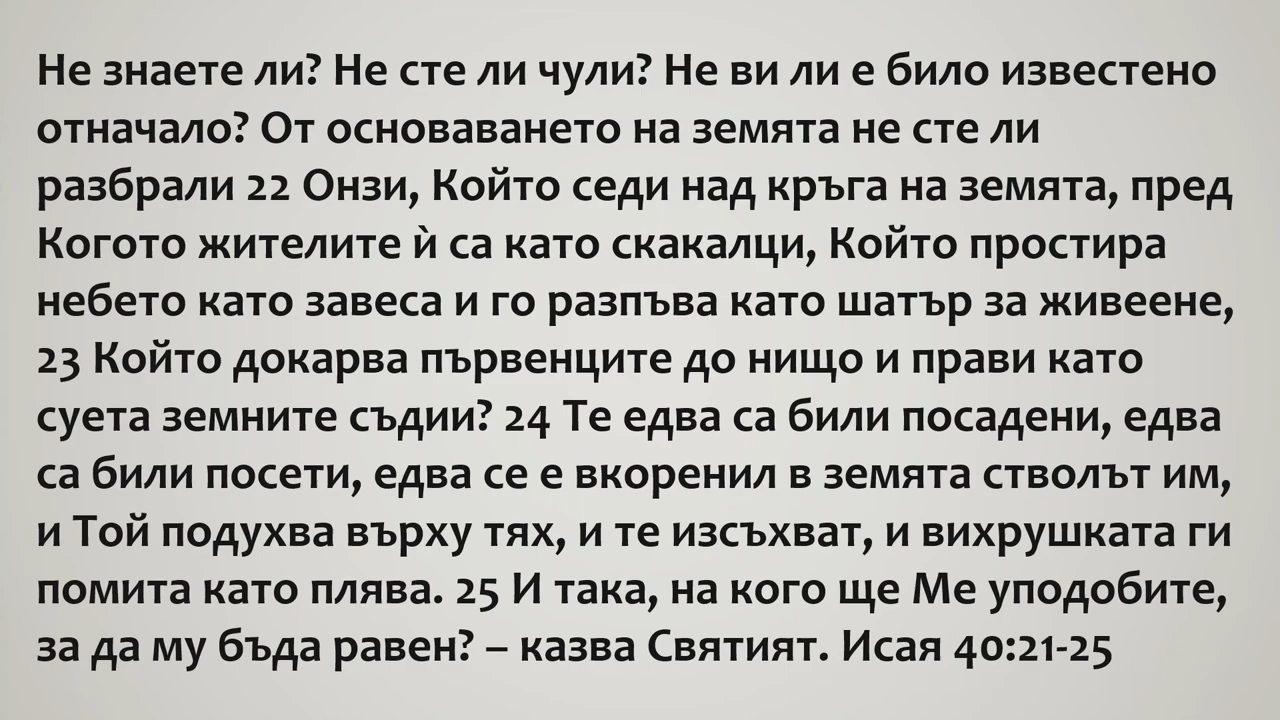 Не знаете ли? Не сте ли чули? Не ви ли е било известено
отначало? От основаването на земята не сте ли
разбрали 22 Онзи, Който седи над кръга на земята, пред
Когото жителите ѝ са като скакалци, Който простира
небето като завеса и го разпъва като шатър за живеене,
23 Който докарва първенците до нищо и прави като
суета земните съдии? 24 Те едва са били посадени, едва
са били посети, едва се е вкоренил в земята стволът им,
и Той подухва върху тях, и те изсъхват, и вихрушката ги
помита като плява. 25 И така, на кого ще Ме уподобите,
за да му бъда равен? – казва Святият. Исая 40:21-25